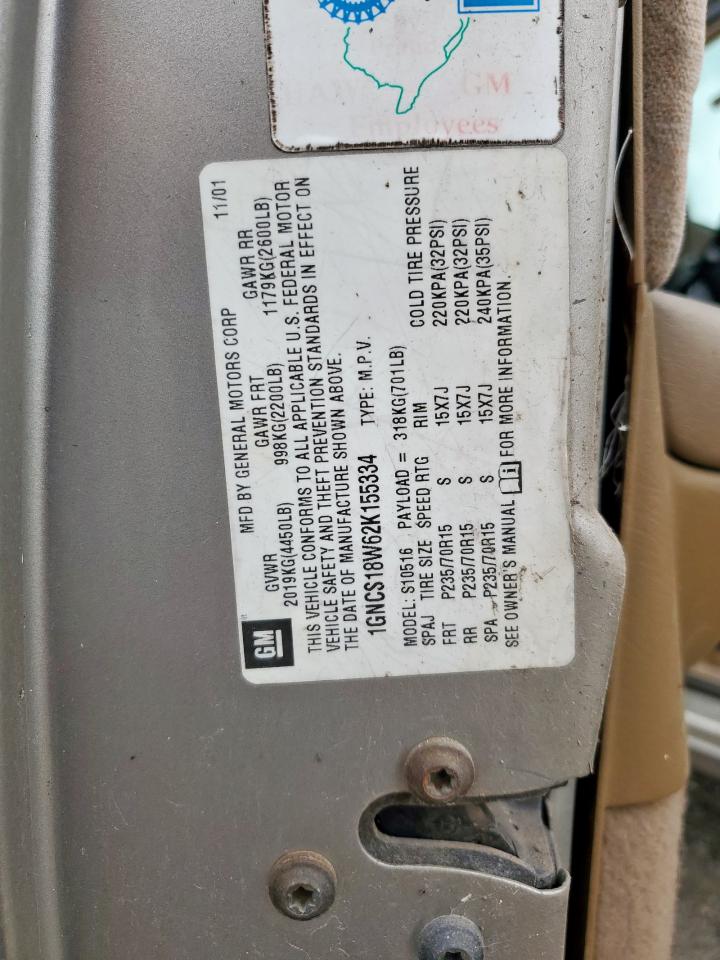 GM
Employees
MFD BY GENERAL MOTORS CORP 11/01
GVWR GAWR FRT GAWR RR
2019KG(4450LB) 998KG(2200LB) 1179KG(2600LB)
THIS VEHICLE CONFORMS TO ALL APPLICABLE U.S. FEDERAL MOTOR
VEHICLE SAFETY AND THEFT PREVENTION STANDARDS IN EFFECT ON
THE DATE OF MANUFACTURE SHOWN ABOVE.
1GNCS18W62K155334 TYPE: M.P.V.
MODEL: S10516 PAYLOAD = 318KG(701LB)
SPAJ TIRE SIZE SPEED RTG RIM COLD TIRE PRESSURE
FRT P235/70R15 S 15X7J 220KPA(32PSI)
RR P235/70R15 S 15X7J 220KPA(32PSI)
SPA P235/70R15 S 15X7J 240KPA(35PSI)
SEE OWNER'S MANUAL FOR MORE INFORMATION.
GM